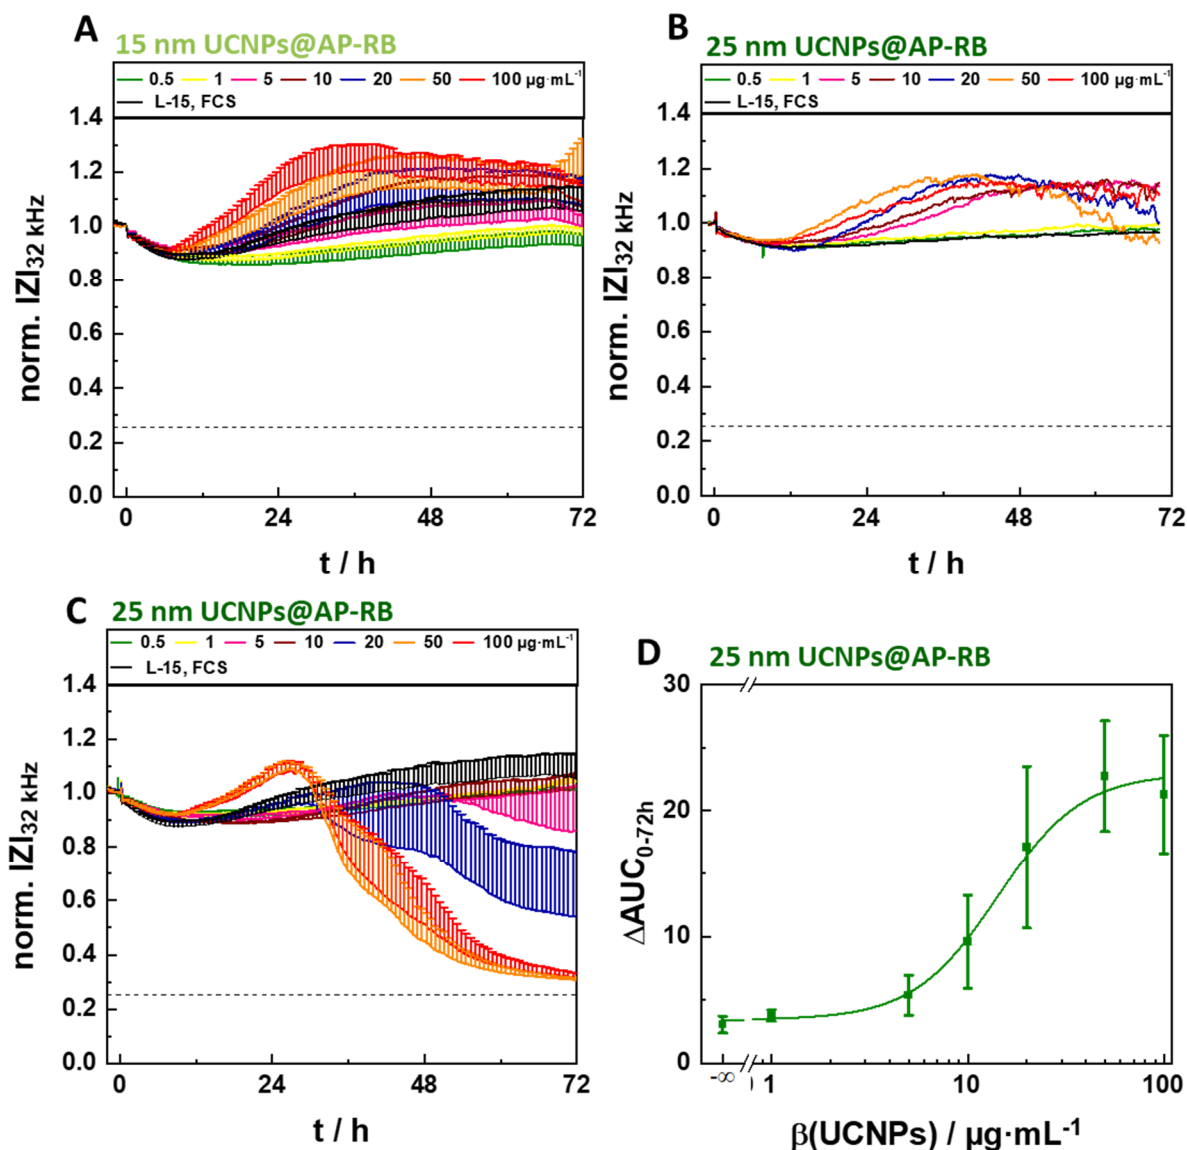 A
15 nm UCNPs@AP-RB
0.5 1 5 10 20 50 100 µg·mL⁻¹
L-15, FCS
1.4
1.2
1.0
0.8
0.6
0.4
0.2
0.0
norm. |Z|32 kHz
0 24 48 72
t / h
B
25 nm UCNPs@AP-RB
0.5 1 5 10 20 50 100 µg·mL⁻¹
L-15, FCS
1.4
1.2
1.0
0.8
0.6
0.4
0.2
0.0
norm. |Z|32 kHz
0 24 48 72
t / h
C
25 nm UCNPs@AP-RB
0.5 1 5 10 20 50 100 µg·mL⁻¹
L-15, FCS
1.4
1.2
1.0
0.8
0.6
0.4
0.2
0.0
norm. |Z|32 kHz
0 24 48 72
t / h
D
25 nm UCNPs@AP-RB
30
20
10
0
ΔAUC0-72h
-∞ 1 10 100
β(UCNPs) / µg·mL⁻¹